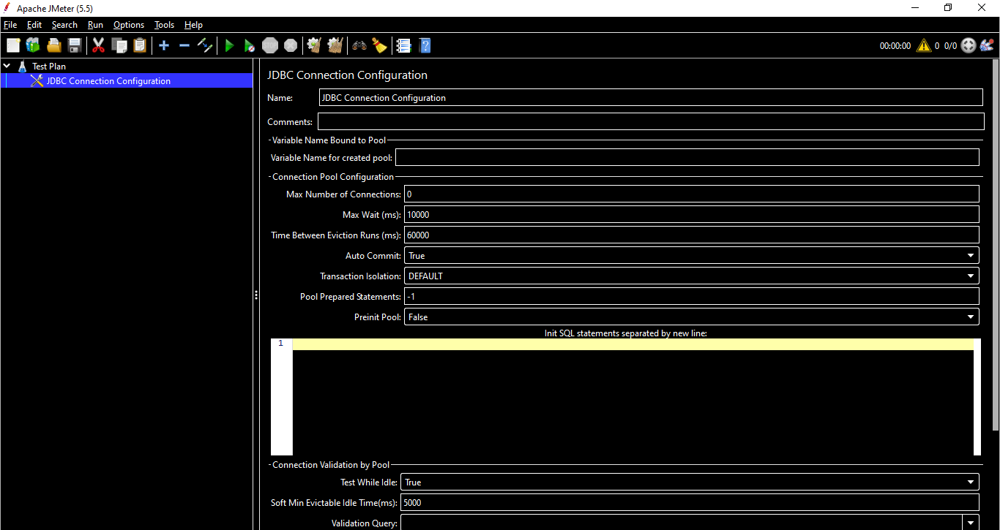 Apache JMeter (5.5)
File Edit Search Run Options Tools Help
00:00:00 0 0/0
Test Plan
JDBC Connection Configuration
JDBC Connection Configuration
Name: JDBC Connection Configuration
Comments:
Variable Name Bound to Pool
Variable Name for created pool:
Connection Pool Configuration
Max Number of Connections: 0
Max Wait (ms): 10000
Time Between Eviction Runs (ms): 60000
Auto Commit: True
Transaction Isolation: DEFAULT
Pool Prepared Statements: -1
Preinit Pool: False
Init SQL statements separated by new line:
1
Connection Validation by Pool
Test While Idle: True
Soft Min Evictable Idle Time(ms): 5000
Validation Query: